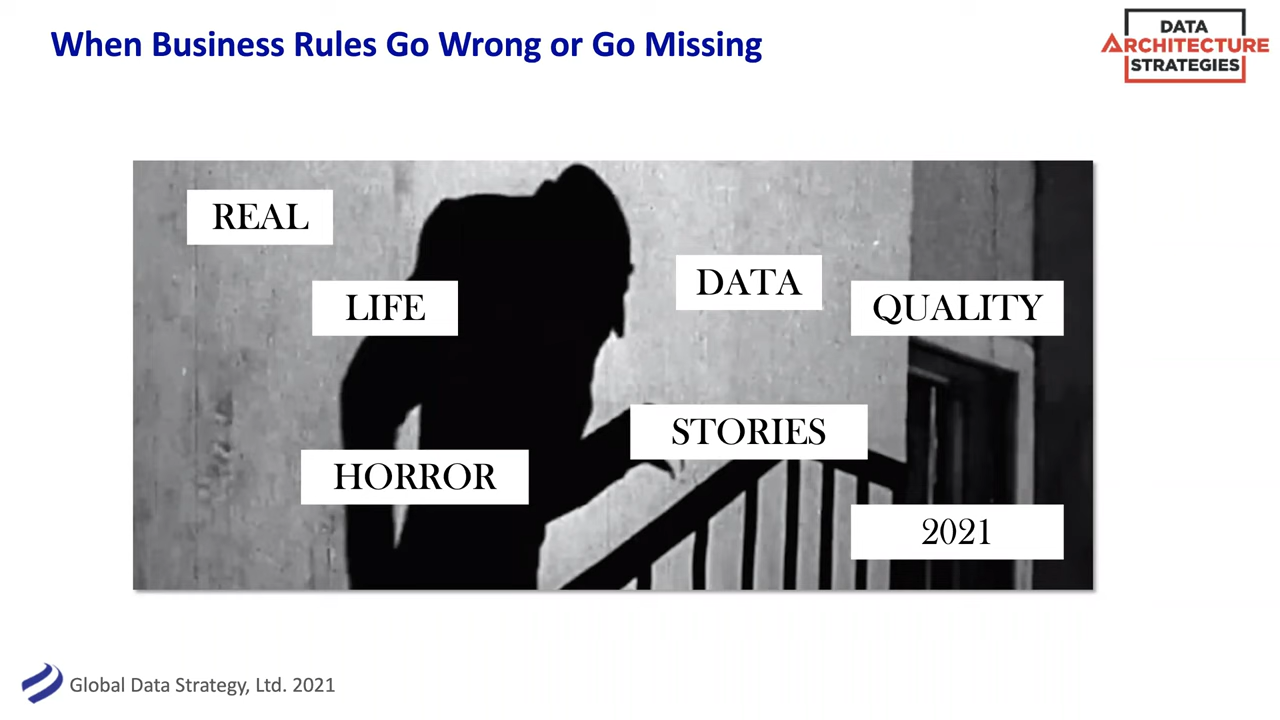 When Business Rules Go Wrong or Go Missing
DATA
ARCHITECTURE
STRATEGIES
REAL
LIFE
HORROR
DATA
QUALITY
STORIES
2021
Global Data Strategy, Ltd. 2021